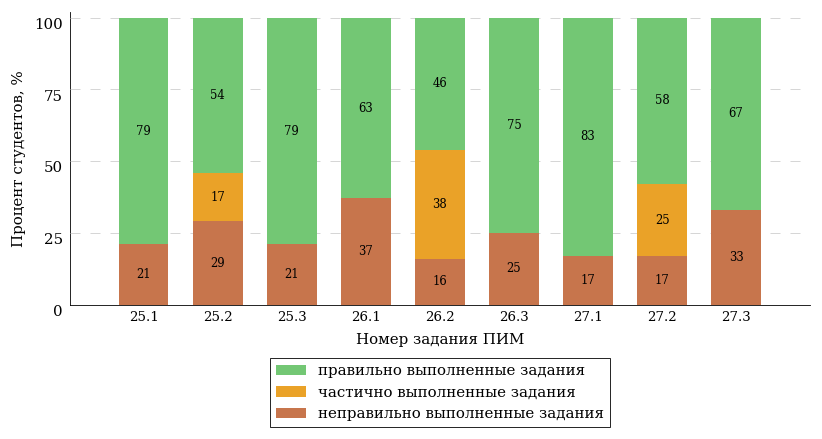 Процент студентов, %
100
75
50
25
0
79 54 79 63 46 75 83 58 67
17 38 25
21 29 21 37 16 25 17 17 33
25.1 25.2 25.3 26.1 26.2 26.3 27.1 27.2 27.3
Номер задания ПИМ
правильно выполненные задания
частично выполненные задания
неправильно выполненные задания